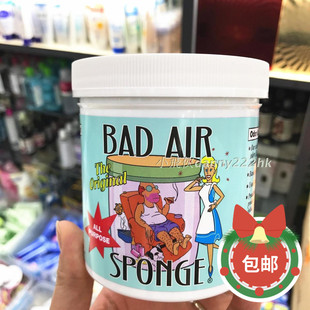 BAD AIR
The
Original
ALL
PURPOSE
SPONGE
包邮